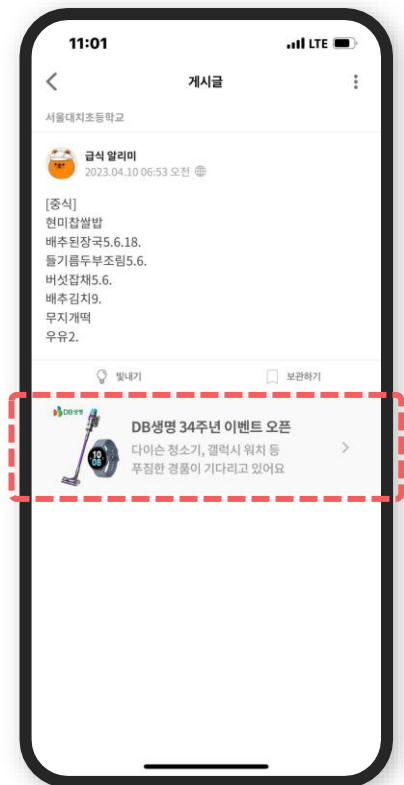 11:01
LTE
게시글
서울대치초등학교
급식 알리미
2023.04.10 06:53 오전
[중식]
현미찹쌀밥
배추된장국5.6.18.
들기름두부조림5.6.
버섯잡채5.6.
배추김치9.
무지개떡
우유2.
빛내기
보관하기
DB생명
DB생명 34주년 이벤트 오픈
다이슨 청소기, 갤럭시 워치 등
푸짐한 경품이 기다리고 있어요
10
08